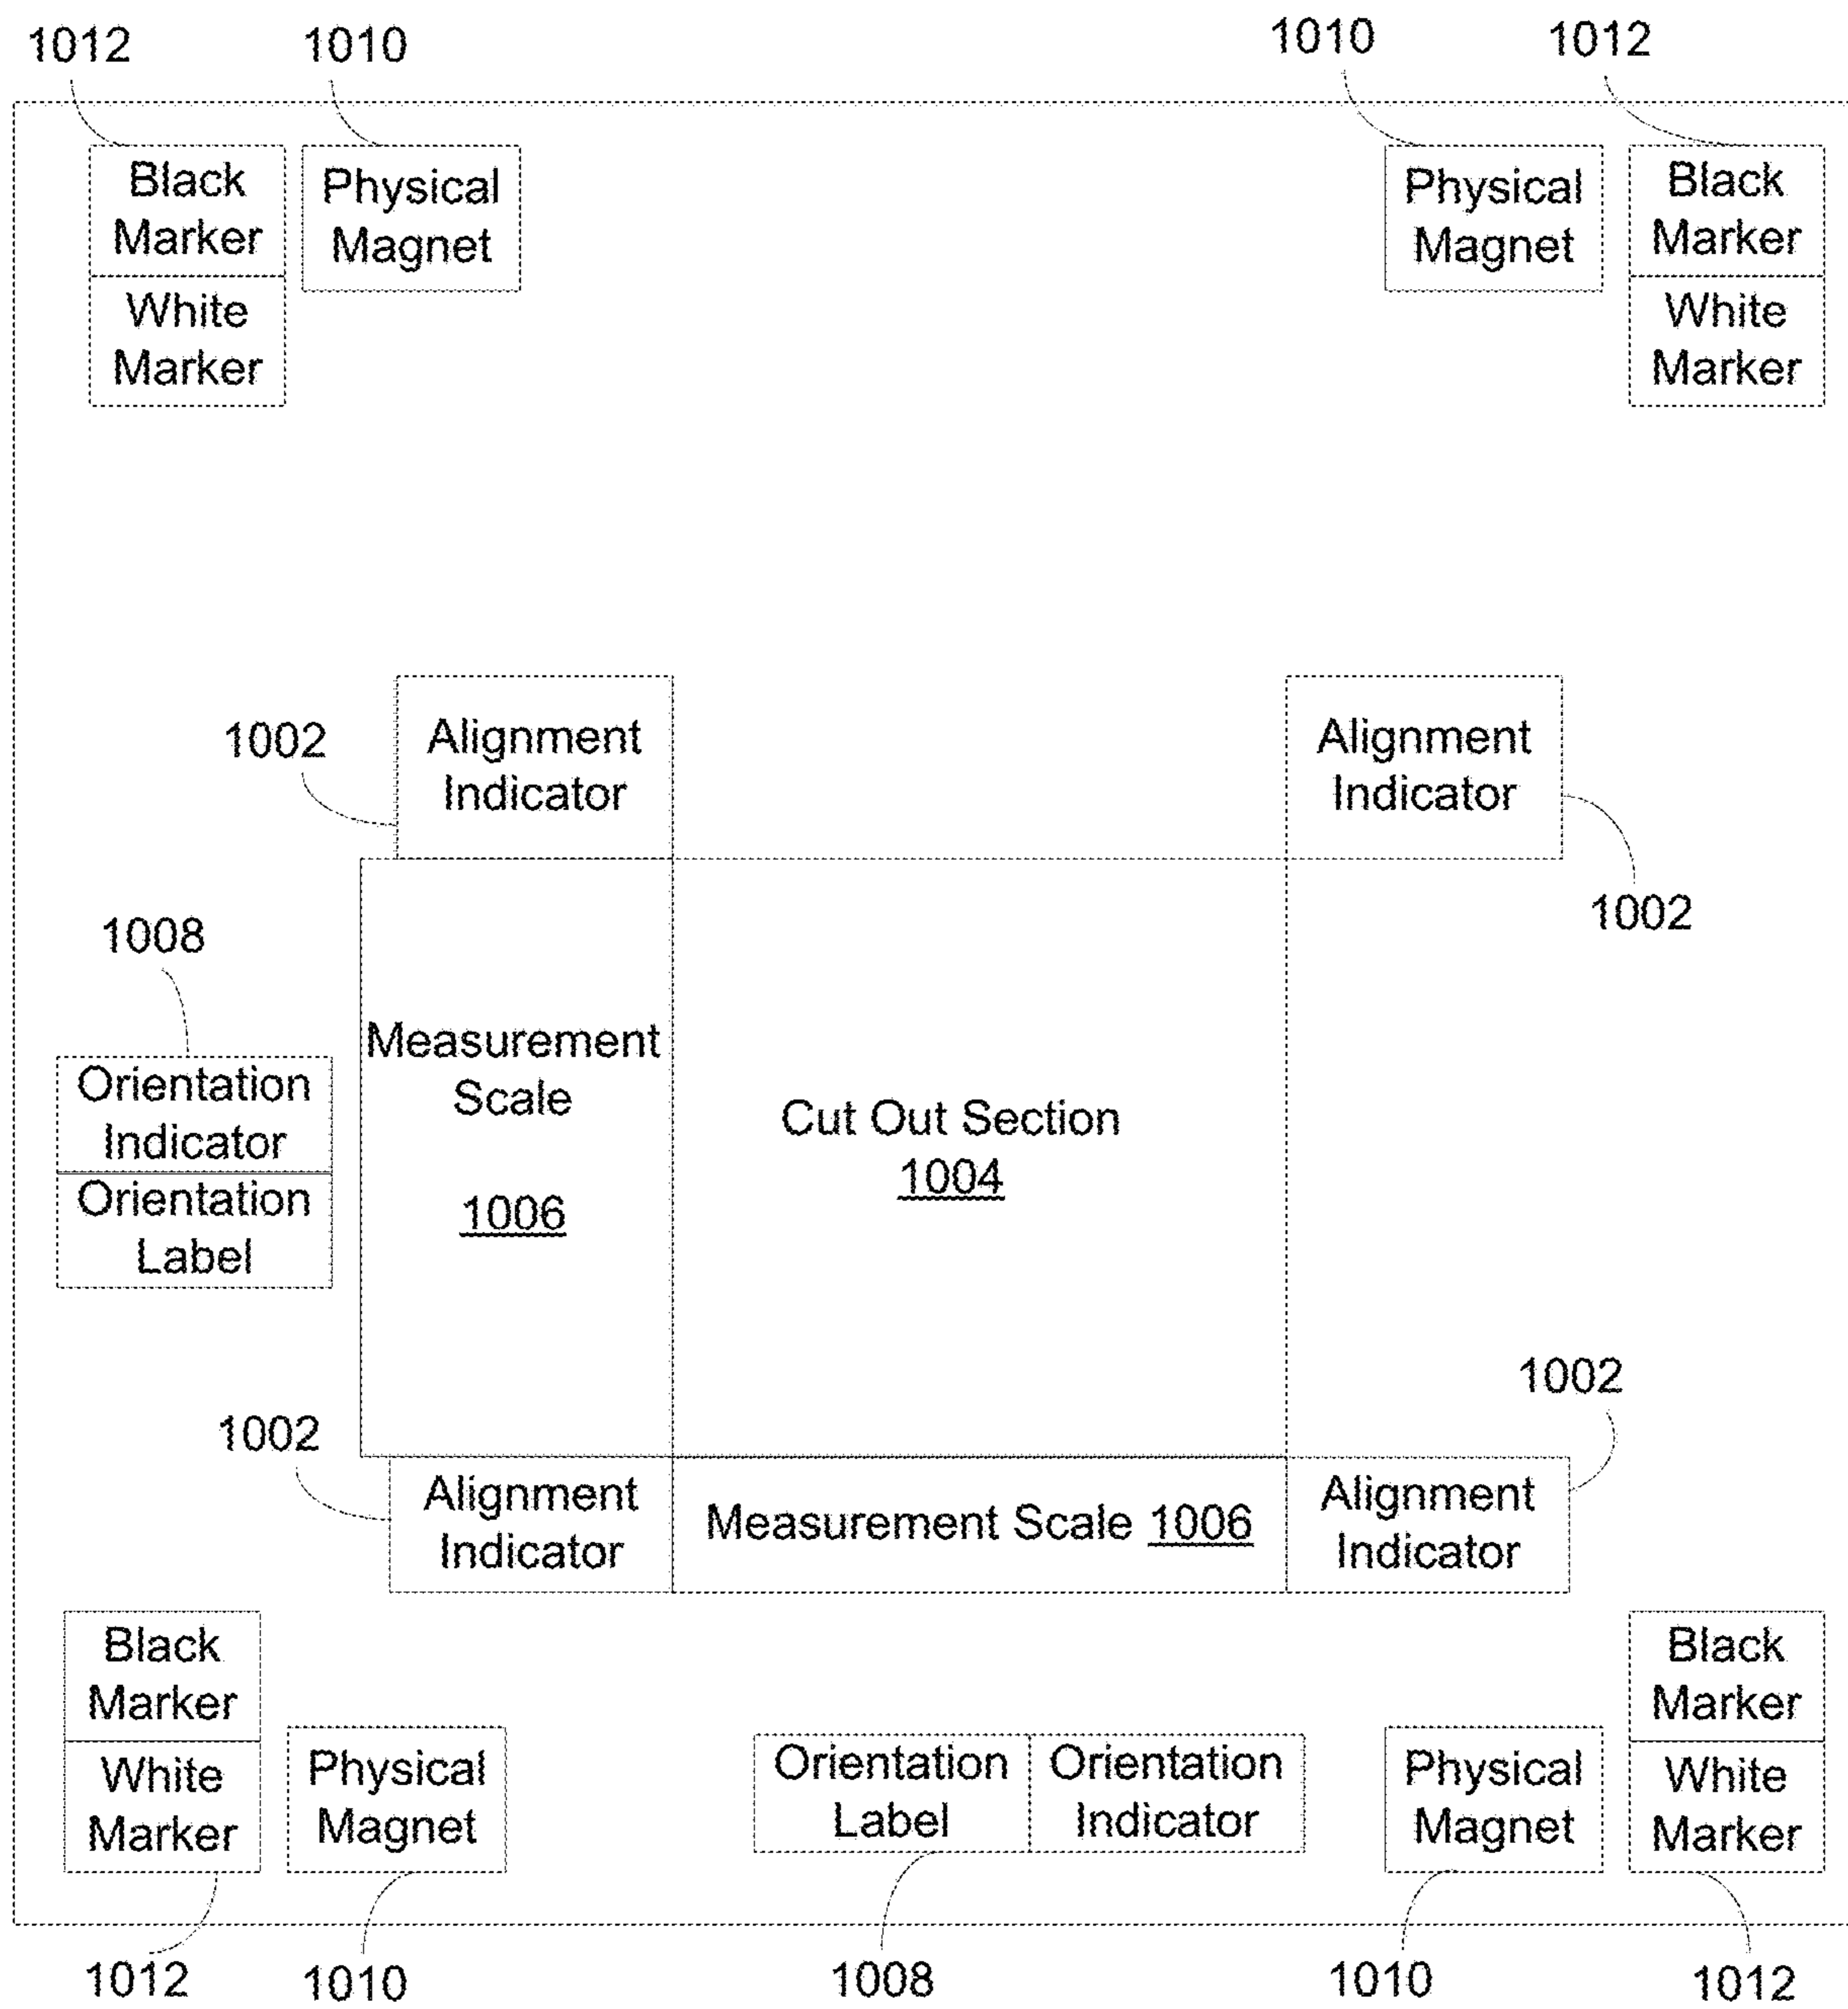 1012
1010
1010
1012
Black
Marker
White
Marker
Physical
Magnet
Physical
Magnet
Black
Marker
White
Marker
1002
Alignment
Indicator
Alignment
Indicator
1002
1008
Orientation
Indicator
Orientation
Label
Measurement
Scale
1006
Cut Out Section
1004
1002
1002
Alignment
Indicator
Measurement Scale 1006
Alignment
Indicator
Black
Marker
White
Marker
Physical
Magnet
Orientation
Label
Orientation
Indicator
Physical
Magnet
Black
Marker
White
Marker
1012
1010
1008
1010
1012